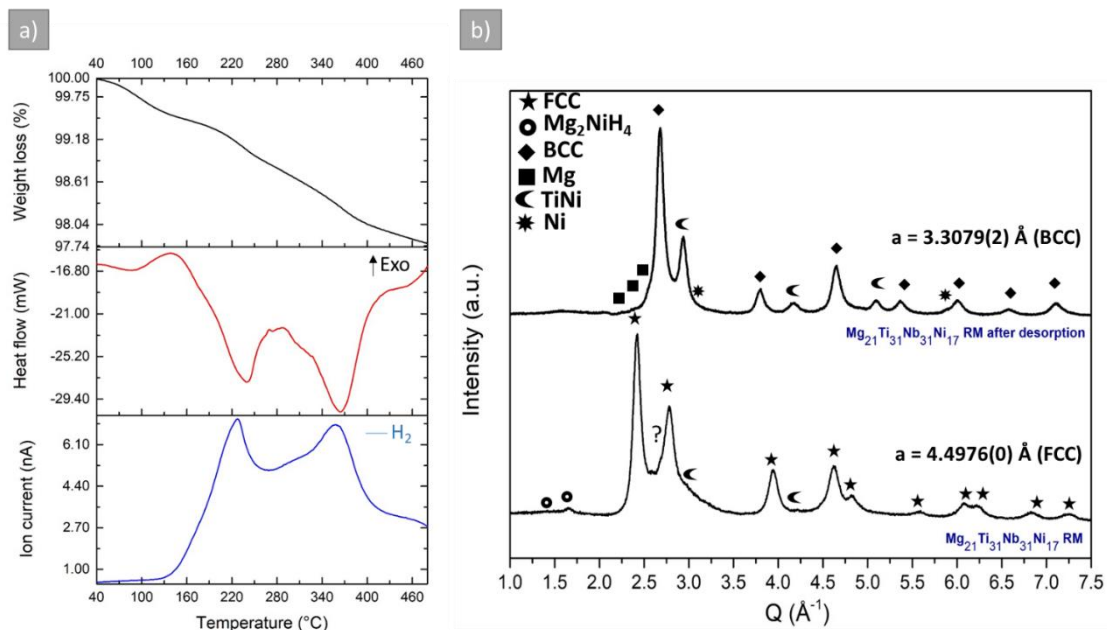 a)
40 100 160 220 280 340 400 460
100.00
99.75
99.18
98.61
98.04
97.74
Weight loss (%)
-16.80
-21.00
-25.20
-29.40
Heat flow (mW)
↑Exo
6.10
4.40
2.70
1.00
Ion current (nA)
H₂
40 100 160 220 280 340 400 460
Temperature (°C)
b)
FCC
Mg₂NiH₄
BCC
Mg
TiNi
Ni
a = 3.3079(2) Å (BCC)
Mg₂₁Ti₃₁Nb₃₁Ni₁₇ RM after desorption
?
a = 4.4976(0) Å (FCC)
Mg₂₁Ti₃₁Nb₃₁Ni₁₇ RM
Intensity (a.u.)
1.0 1.5 2.0 2.5 3.0 3.5 4.0 4.5 5.0 5.5 6.0 6.5 7.0 7.5
Q (Å⁻¹)